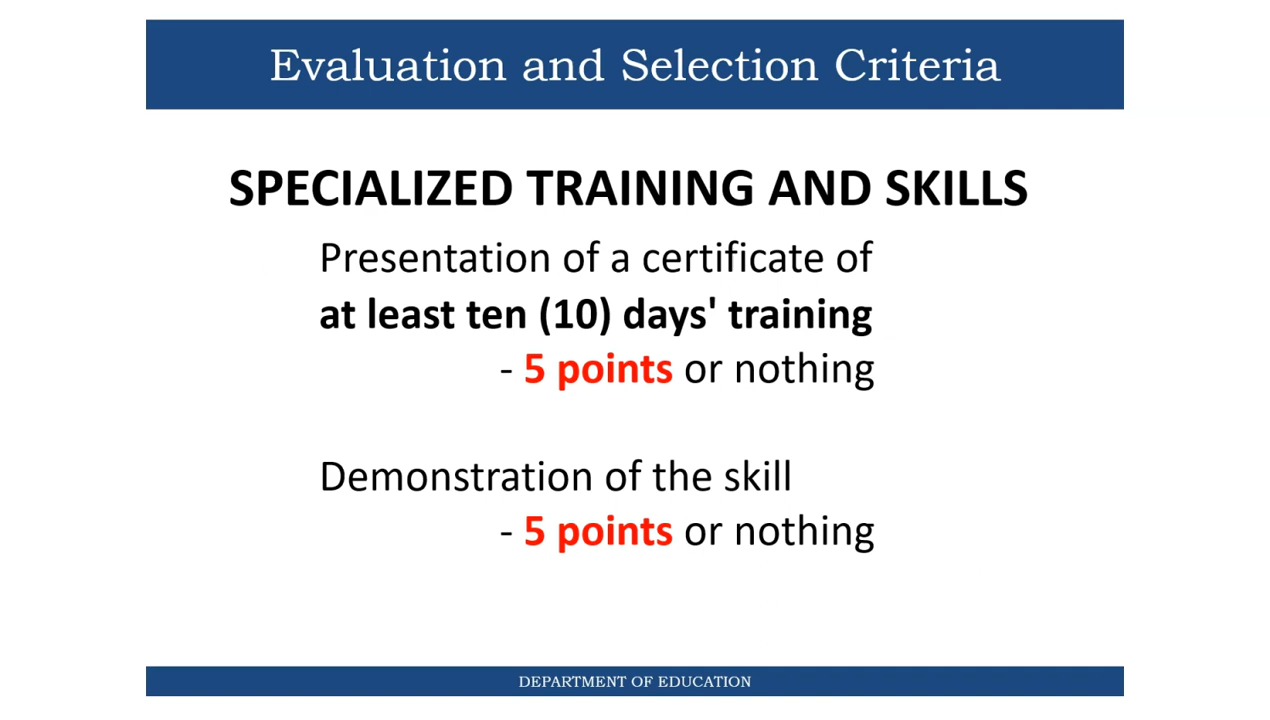 Evaluation and Selection Criteria
SPECIALIZED TRAINING AND SKILLS
Presentation of a certificate of
at least ten (10) days' training
- 5 points or nothing
Demonstration of the skill
- 5 points or nothing
DEPARTMENT OF EDUCATION